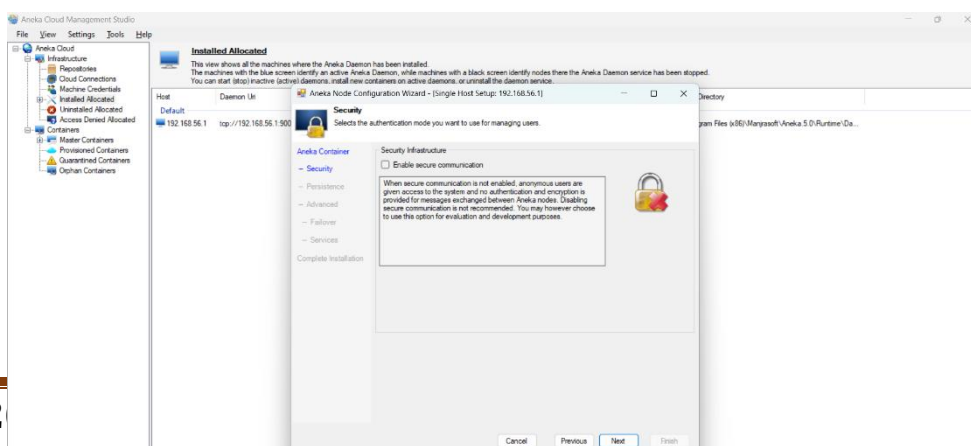 Aneka Cloud Management Studio
File View Settings Tools Help
Aneka Cloud
Infrastructure
Repositories
Cloud Connections
Machine Credentials
Installed Allocated
Uninstalled Allocated
Access Denied Allocated
Containers
Master Containers
Provisioned Containers
Quarantined Containers
Orphan Containers
Installed Allocated
This view shows all the machines where the Aneka Daemon has been installed.
The machines with the blue screen identify an active Aneka Daemon, while machines with a black screen identify nodes there the Aneka Daemon service has been stopped.
You can start (stop) inactive (active) daemons, install new containers on active daemons, or uninstall the daemon service.
Host Daemon Uri Directory
Default
192.168.56.1 tcp://192.168.56.1:900 gram Files (x86)\Manjrasoft\Aneka.5.0\Runtime\Da...
Aneka Node Configuration Wizard - [Single Host Setup: 192.168.56.1]
Security
Selects the authentication mode you want to use for managing users.
Aneka Container
- Security
- Persistence
- Advanced
- Failover
- Services
Complete Installation
Security Infrastructure
Enable secure communication
When secure communication is not enabled, anonymous users are
given access to the system and no authentication and encryption is
provided for messages exchanged between Aneka nodes. Disabling
secure communication is not recommended. You may however choose
to use this option for evaluation and development purposes.
Cancel Previous Next Finish